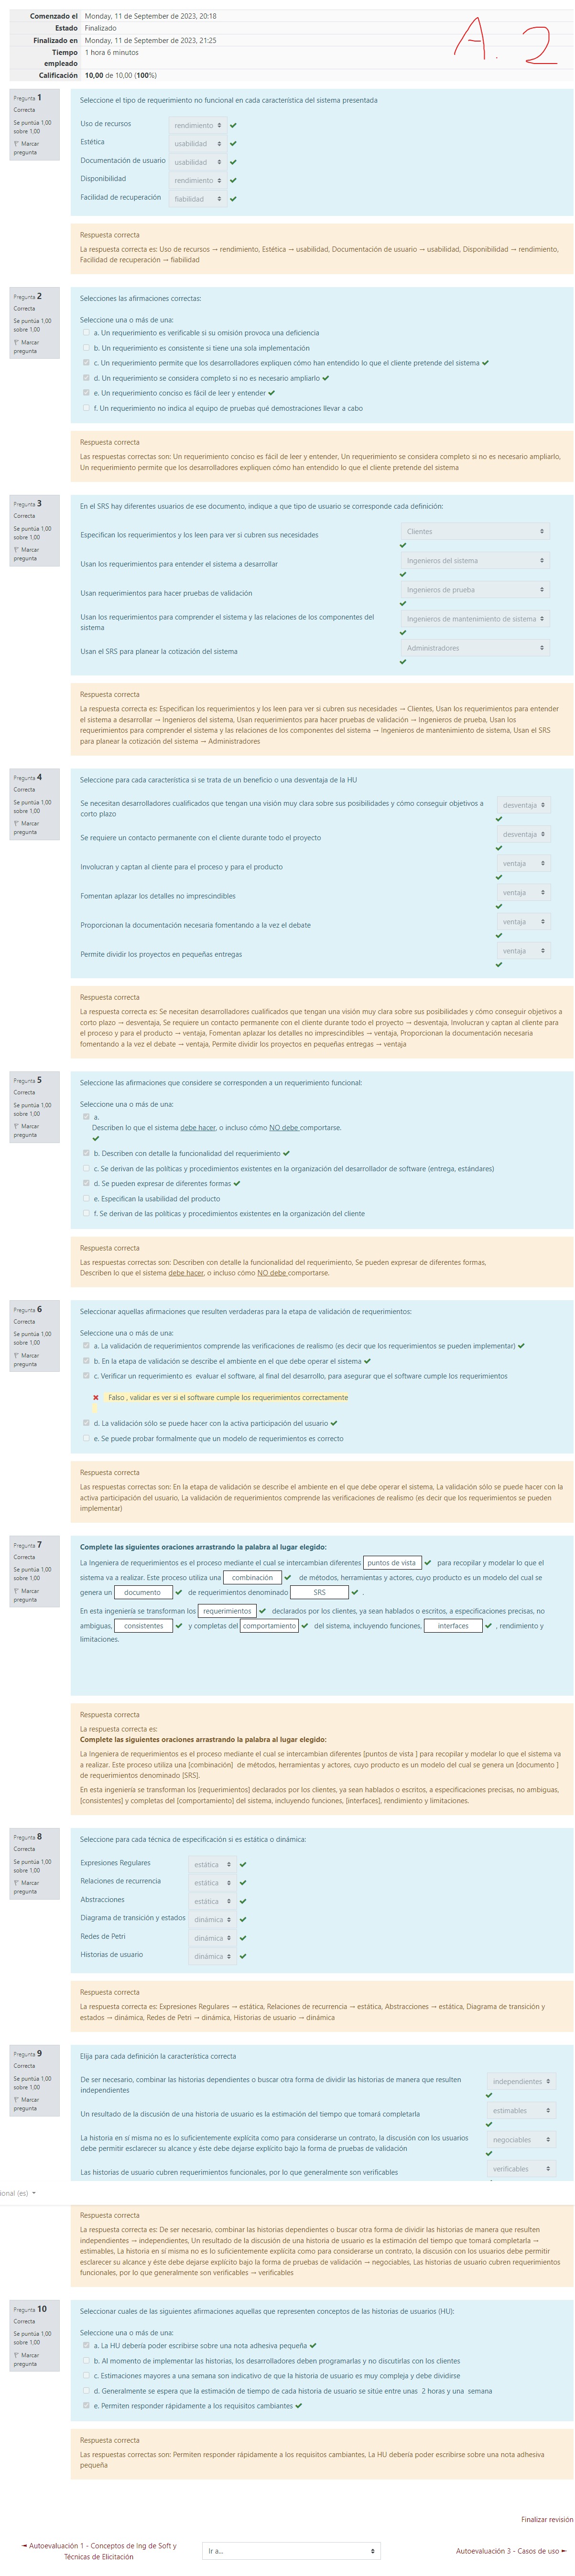 Comenzado el Monday, 11 de September de 2023, 20:18
Estado Finalizado
Finalizado en Monday, 11 de September de 2023, 21:25
Tiempo 1 hora 6 minutos
empleado
Calificación 10,00 de 10,00 (100%)
A.2
Pregunta 1
Correcta
Se puntúa 1,00
sobre 1,00
Marcar
pregunta
Seleccione el tipo de requerimiento no funcional en cada característica del sistema presentada
Uso de recursos rendimiento
Estética usabilidad
Documentación de usuario usabilidad
Disponibilidad rendimiento
Facilidad de recuperación fiabilidad
Respuesta correcta
La respuesta correcta es: Uso de recursos → rendimiento, Estética → usabilidad, Documentación de usuario → usabilidad, Disponibilidad → rendimiento,
Facilidad de recuperación → fiabilidad
Pregunta 2
Correcta
Se puntúa 1,00
sobre 1,00
Marcar
pregunta
Selecciones las afirmaciones correctas:
Seleccione una o más de una:
a. Un requerimiento es verificable si su omisión provoca una deficiencia
b. Un requerimiento es consistente si tiene una sola implementación
c. Un requerimiento permite que los desarrolladores expliquen cómo han entendido lo que el cliente pretende del sistema
d. Un requerimiento se considera completo si no es necesario ampliarlo
e. Un requerimiento conciso es fácil de leer y entender
f. Un requerimiento no indica al equipo de pruebas qué demostraciones llevar a cabo
Respuesta correcta
Las respuestas correctas son: Un requerimiento conciso es fácil de leer y entender, Un requerimiento se considera completo si no es necesario ampliarlo,
Un requerimiento permite que los desarrolladores expliquen cómo han entendido lo que el cliente pretende del sistema
Pregunta 3
Correcta
Se puntúa 1,00
sobre 1,00
Marcar
pregunta
En el SRS hay diferentes usuarios de ese documento, indique a que tipo de usuario se corresponde cada definición:
Especifican los requerimientos y los leen para ver si cubren sus necesidades Clientes
Usan los requerimientos para entender el sistema a desarrollar Ingenieros del sistema
Usan requerimientos para hacer pruebas de validación Ingenieros de prueba
Usan los requerimientos para comprender el sistema y las relaciones de los componentes del Ingenieros de mantenimiento de sistema
sistema
Usan el SRS para planear la cotización del sistema Administradores
Respuesta correcta
La respuesta correcta es: Especifican los requerimientos y los leen para ver si cubren sus necesidades → Clientes, Usan los requerimientos para entender
el sistema a desarrollar → Ingenieros del sistema, Usan requerimientos para hacer pruebas de validación → Ingenieros de prueba, Usan los
requerimientos para comprender el sistema y las relaciones de los componentes del sistema → Ingenieros de mantenimiento de sistema, Usan el SRS
para planear la cotización del sistema → Administradores
Pregunta 4
Correcta
Se puntúa 1,00
sobre 1,00
Marcar
pregunta
Seleccione para cada característica si se trata de un beneficio o una desventaja de la HU
Se necesitan desarrolladores cualificados que tengan una visión muy clara sobre sus posibilidades y cómo conseguir objetivos a desventaja
corto plazo
Se requiere un contacto permanente con el cliente durante todo el proyecto desventaja
Involucran y captan al cliente para el proceso y para el producto ventaja
Fomentan aplazar los detalles no imprescindibles ventaja
Proporcionan la documentación necesaria fomentando a la vez el debate ventaja
Permite dividir los proyectos en pequeñas entregas ventaja
Respuesta correcta
La respuesta correcta es: Se necesitan desarrolladores cualificados que tengan una visión muy clara sobre sus posibilidades y cómo conseguir objetivos a
corto plazo → desventaja, Se requiere un contacto permanente con el cliente durante todo el proyecto → desventaja, Involucran y captan al cliente para
el proceso y para el producto → ventaja, Fomentan aplazar los detalles no imprescindibles → ventaja, Proporcionan la documentación necesaria
fomentando a la vez el debate → ventaja, Permite dividir los proyectos en pequeñas entregas → ventaja
Pregunta 5
Correcta
Se puntúa 1,00
sobre 1,00
Marcar
pregunta
Seleccione las afirmaciones que considere se corresponden a un requerimiento funcional:
Seleccione una o más de una:
a.
Describen lo que el sistema debe hacer, o incluso cómo NO debe comportarse.
b. Describen con detalle la funcionalidad del requerimiento
c. Se derivan de las políticas y procedimientos existentes en la organización del desarrollador de software (entrega, estándares)
d. Se pueden expresar de diferentes formas
e. Especifican la usabilidad del producto
f. Se derivan de las políticas y procedimientos existentes en la organización del cliente
Respuesta correcta
Las respuestas correctas son: Describen con detalle la funcionalidad del requerimiento, Se pueden expresar de diferentes formas,
Describen lo que el sistema debe hacer, o incluso cómo NO debe comportarse.
Pregunta 6
Correcta
Se puntúa 1,00
sobre 1,00
Marcar
pregunta
Seleccionar aquellas afirmaciones que resulten verdaderas para la etapa de validación de requerimientos:
Seleccione una o más de una:
a. La validación de requerimientos comprende las verificaciones de realismo (es decir que los requerimientos se pueden implementar)
b. En la etapa de validación se describe el ambiente en el que debe operar el sistema
c. Verificar un requerimiento es evaluar el software, al final del desarrollo, para asegurar que el software cumple los requerimientos
Falso , validar es ver si el software cumple los requerimientos correctamente
d. La validación sólo se puede hacer con la activa participación del usuario
e. Se puede probar formalmente que un modelo de requerimientos es correcto
Respuesta correcta
Las respuestas correctas son: En la etapa de validación se describe el ambiente en el que debe operar el sistema, La validación sólo se puede hacer con la
activa participación del usuario, La validación de requerimientos comprende las verificaciones de realismo (es decir que los requerimientos se pueden
implementar)
Pregunta 7
Correcta
Se puntúa 1,00
sobre 1,00
Marcar
pregunta
Complete las siguientes oraciones arrastrando la palabra al lugar elegido:
La Ingeniera de requerimientos es el proceso mediante el cual se intercambian diferentes puntos de vista para recopilar y modelar lo que el
sistema va a realizar. Este proceso utiliza una combinación de métodos, herramientas y actores, cuyo producto es un modelo del cual se
genera un documento de requerimientos denominado SRS .
En esta ingeniería se transforman los requerimientos declarados por los clientes, ya sean hablados o escritos, a especificaciones precisas, no
ambiguas, consistentes y completas del comportamiento del sistema, incluyendo funciones, interfaces , rendimiento y
limitaciones.
Respuesta correcta
La respuesta correcta es:
Complete las siguientes oraciones arrastrando la palabra al lugar elegido:
La Ingeniera de requerimientos es el proceso mediante el cual se intercambian diferentes [puntos de vista ] para recopilar y modelar lo que el sistema va
a realizar. Este proceso utiliza una [combinación] de métodos, herramientas y actores, cuyo producto es un modelo del cual se genera un [documento ]
de requerimientos denominado [SRS].
En esta ingeniería se transforman los [requerimientos] declarados por los clientes, ya sean hablados o escritos, a especificaciones precisas, no ambiguas,
[consistentes] y completas del [comportamiento] del sistema, incluyendo funciones, [interfaces], rendimiento y limitaciones.
Pregunta 8
Correcta
Se puntúa 1,00
sobre 1,00
Marcar
pregunta
Seleccione para cada técnica de especificación si es estática o dinámica:
Expresiones Regulares estática
Relaciones de recurrencia estática
Abstracciones estática
Diagrama de transición y estados dinámica
Redes de Petri dinámica
Historias de usuario dinámica
Respuesta correcta
La respuesta correcta es: Expresiones Regulares → estática, Relaciones de recurrencia → estática, Abstracciones → estática, Diagrama de transición y
estados → dinámica, Redes de Petri → dinámica, Historias de usuario → dinámica
Pregunta 9
Correcta
Se puntúa 1,00
sobre 1,00
Marcar
pregunta
Elija para cada definición la característica correcta
De ser necesario, combinar las historias dependientes o buscar otra forma de dividir las historias de manera que resulten independientes
independientes
Un resultado de la discusión de una historia de usuario es la estimación del tiempo que tomará completarla estimables
La historia en sí misma no es lo suficientemente explícita como para considerarse un contrato, la discusión con los usuarios negociables
debe permitir esclarecer su alcance y éste debe dejarse explícito bajo la forma de pruebas de validación
Las historias de usuario cubren requerimientos funcionales, por lo que generalmente son verificables verificables
ional (es)
Respuesta correcta
La respuesta correcta es: De ser necesario, combinar las historias dependientes o buscar otra forma de dividir las historias de manera que resulten
independientes → independientes, Un resultado de la discusión de una historia de usuario es la estimación del tiempo que tomará completarla →
estimables, La historia en sí misma no es lo suficientemente explícita como para considerarse un contrato, la discusión con los usuarios debe permitir
esclarecer su alcance y éste debe dejarse explícito bajo la forma de pruebas de validación → negociables, Las historias de usuario cubren requerimientos
funcionales, por lo que generalmente son verificables → verificables
Pregunta 10
Correcta
Se puntúa 1,00
sobre 1,00
Marcar
pregunta
Seleccionar cuales de las siguientes afirmaciones aquellas que representen conceptos de las historias de usuarios (HU):
Seleccione una o más de una:
a. La HU debería poder escribirse sobre una nota adhesiva pequeña
b. Al momento de implementar las historias, los desarrolladores deben programarlas y no discutirlas con los clientes
c. Estimaciones mayores a una semana son indicativo de que la historia de usuario es muy compleja y debe dividirse
d. Generalmente se espera que la estimación de tiempo de cada historia de usuario se sitúe entre unas 2 horas y una semana
e. Permiten responder rápidamente a los requisitos cambiantes
Respuesta correcta
Las respuestas correctas son: Permiten responder rápidamente a los requisitos cambiantes, La HU debería poder escribirse sobre una nota adhesiva
pequeña
Finalizar revisión
◄ Autoevaluación 1 - Conceptos de Ing de Soft y
Técnicas de Elicitación
Ir a...
Autoevaluación 3 - Casos de uso ►